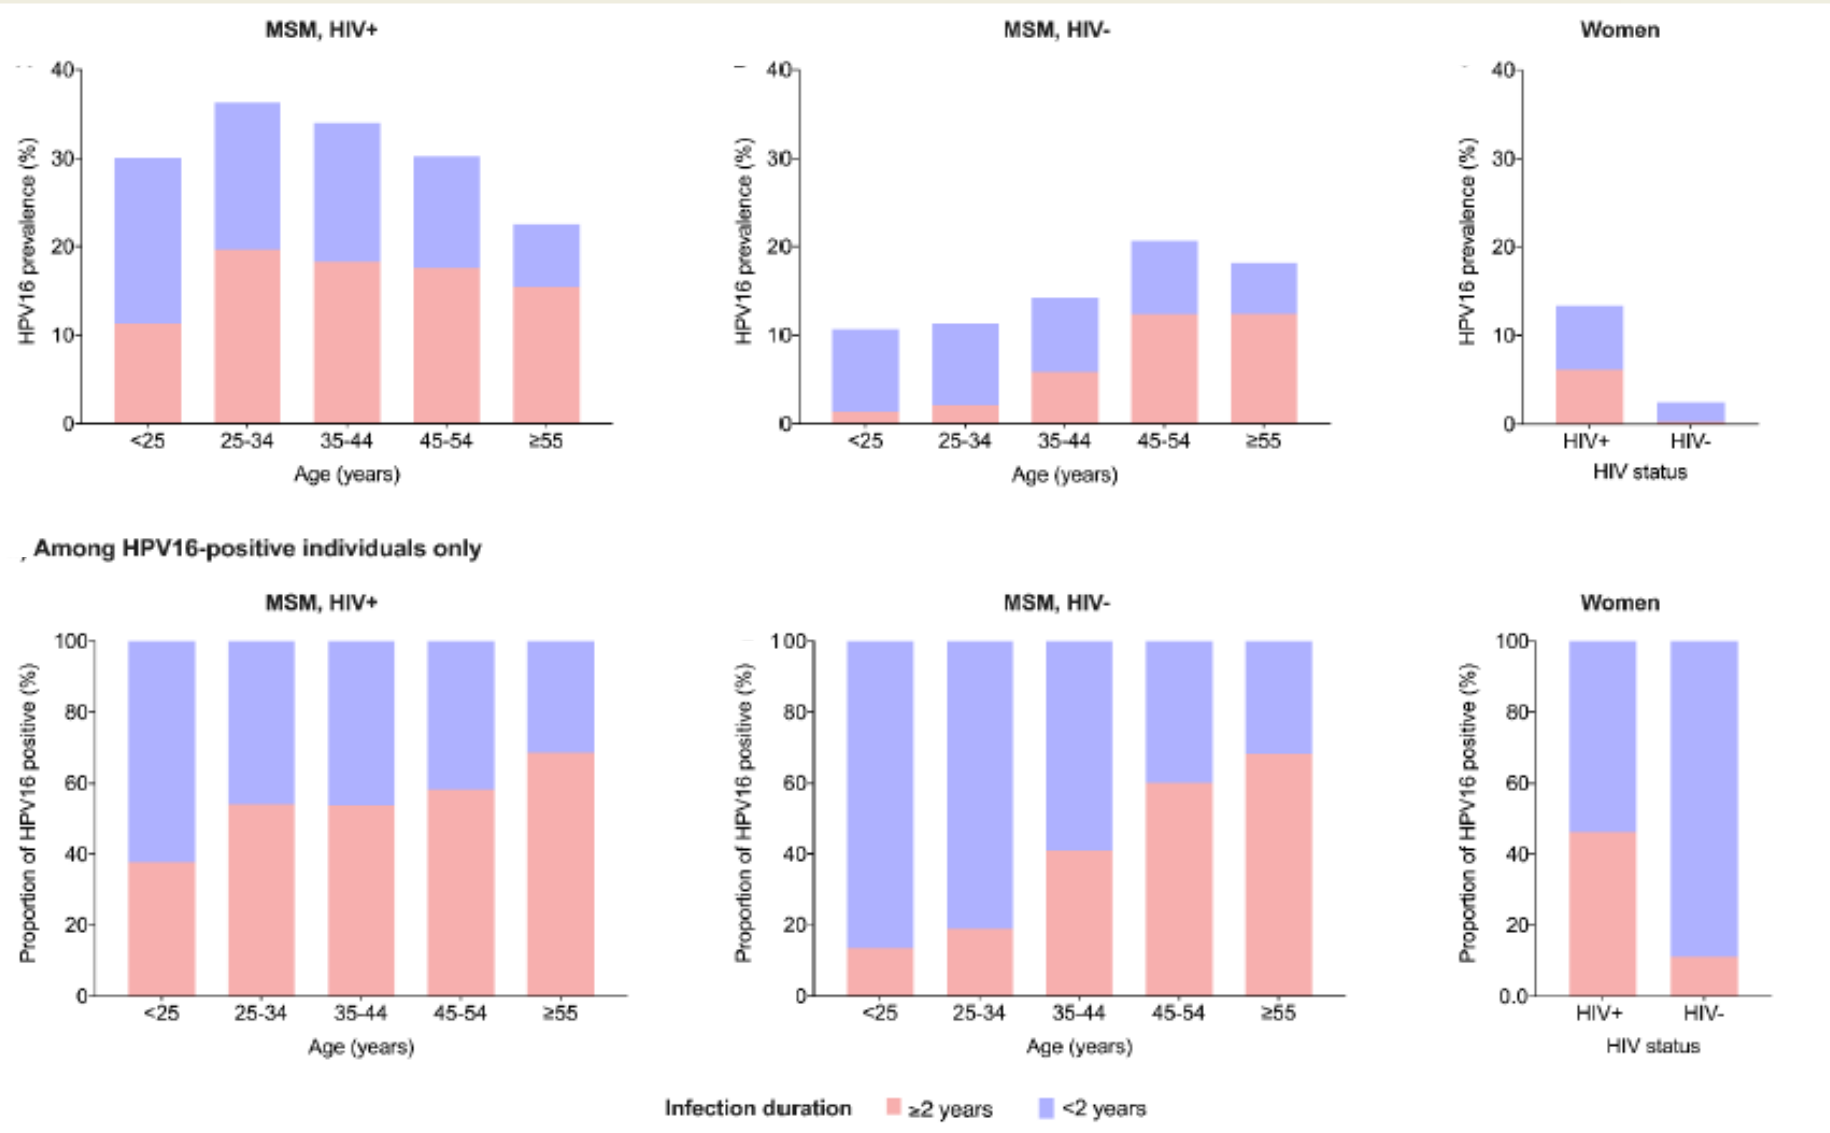 MSM, HIV+
MSM, HIV-
Women
HPV16 prevalence (%)
40
30
20
10
0
<25 25-34 35-44 45-54 ≥55
Age (years)
HPV16 prevalence (%)
40
30
20
10
0
<25 25-34 35-44 45-54 ≥55
Age (years)
HPV16 prevalence (%)
40
30
20
10
0
HIV+ HIV-
HIV status
Among HPV16-positive individuals only
MSM, HIV+
MSM, HIV-
Women
Proportion of HPV16 positive (%)
100
80
60
40
20
0
<25 25-34 35-44 45-54 ≥55
Age (years)
Proportion of HPV16 positive (%)
100
80
60
40
20
0
<25 25-34 35-44 45-54 ≥55
Age (years)
Proportion of HPV16 positive (%)
100
80
60
40
20
0.0
HIV+ HIV-
HIV status
Infection duration ≥2 years <2 years